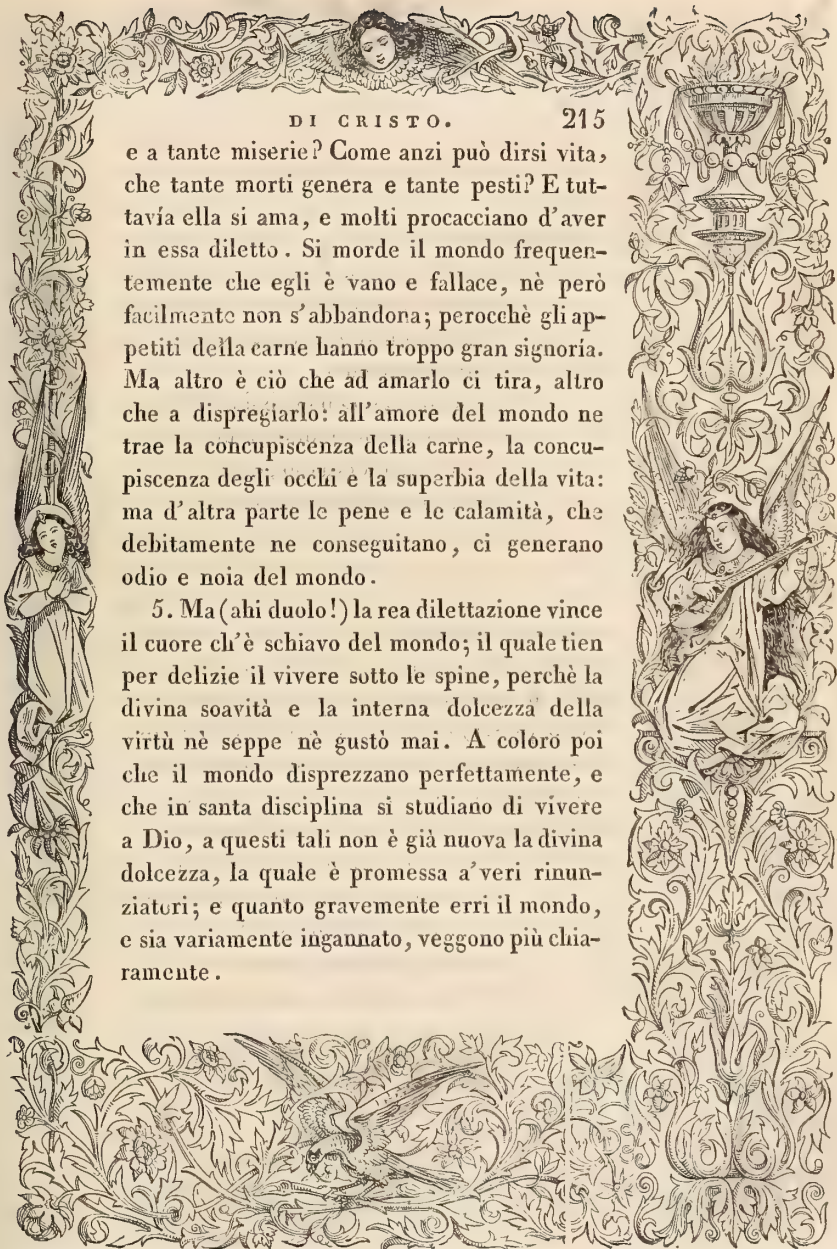 DI CRISTO. 215
e a tante miserie? Come anzi può dirsi vita,
che tante morti genera e tante pesti? E tut-
tavía ella si ama, e molti procacciano d'aver
in essa diletto. Si morde il mondo frequen-
temente che egli è vano e fallace, nè però
facilmente non s'abbandona; perocchè gli ap-
petiti della carne hanno troppo gran signoría.
Ma altro è ciò che ad amarlo ci tira, altro
che a dispregiarlo: all'amore del mondo ne
trae la concupiscenza della carne, la concu-
piscenza degli occhi e la superbia della vita:
ma d'altra parte le pene e le calamità, che
debitamente ne conseguitano, ci generano
odio e noia del mondo.
5. Ma (ahi duolo!) la rea dilettazione vince
il cuore ch'è schiavo del mondo; il quale tien
per delizie il vivere sotto le spine, perchè la
divina soavità e la interna dolcezza della
virtù nè seppe nè gustò mai. A coloro poi
che il mondo disprezzano perfettamente, e
che in santa disciplina si studiano di vivere
a Dio, a questi tali non è già nuova la divina
dolcezza, la quale è promessa a'veri rinun-
ziatori; e quanto gravemente erri il mondo,
e sia variamente ingannato, veggono più chia-
ramente.